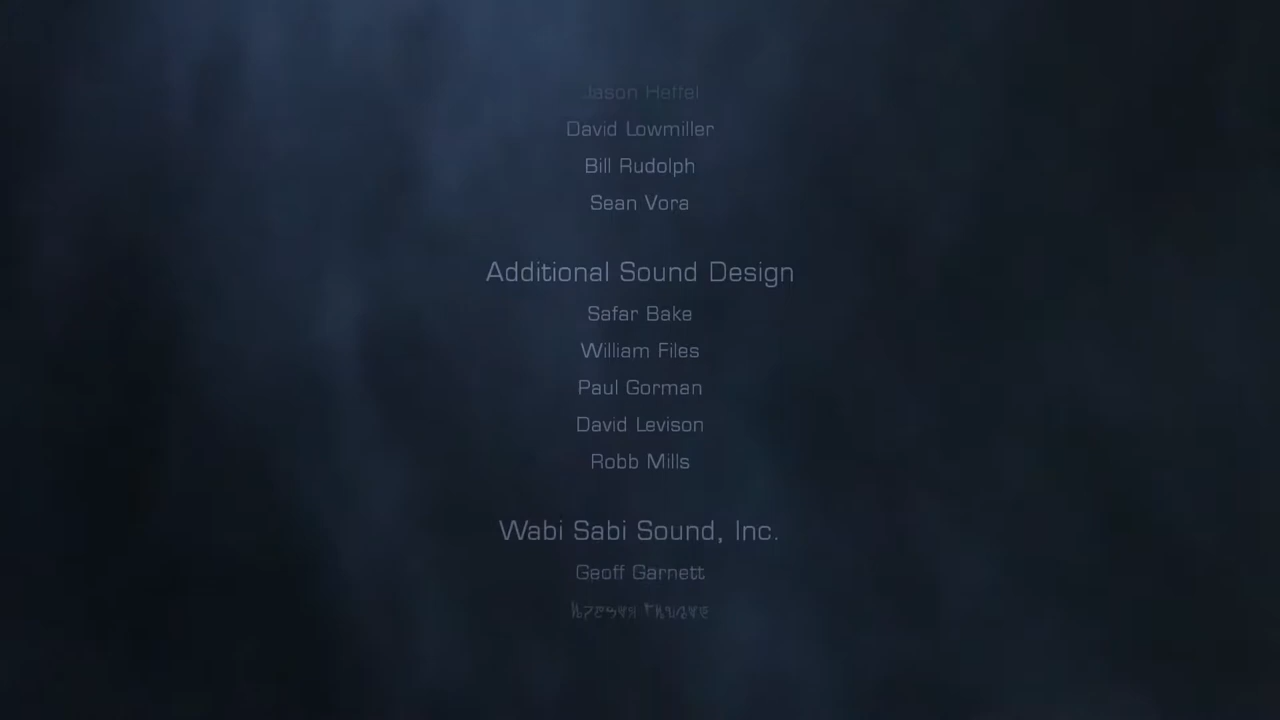 Jason Heffel
David Lowmiller
Bill Rudolph
Sean Vora
Additional Sound Design
Safar Bake
William Files
Paul Gorman
David Levison
Robb Mills
Wabi Sabi Sound, Inc.
Geoff Garnett